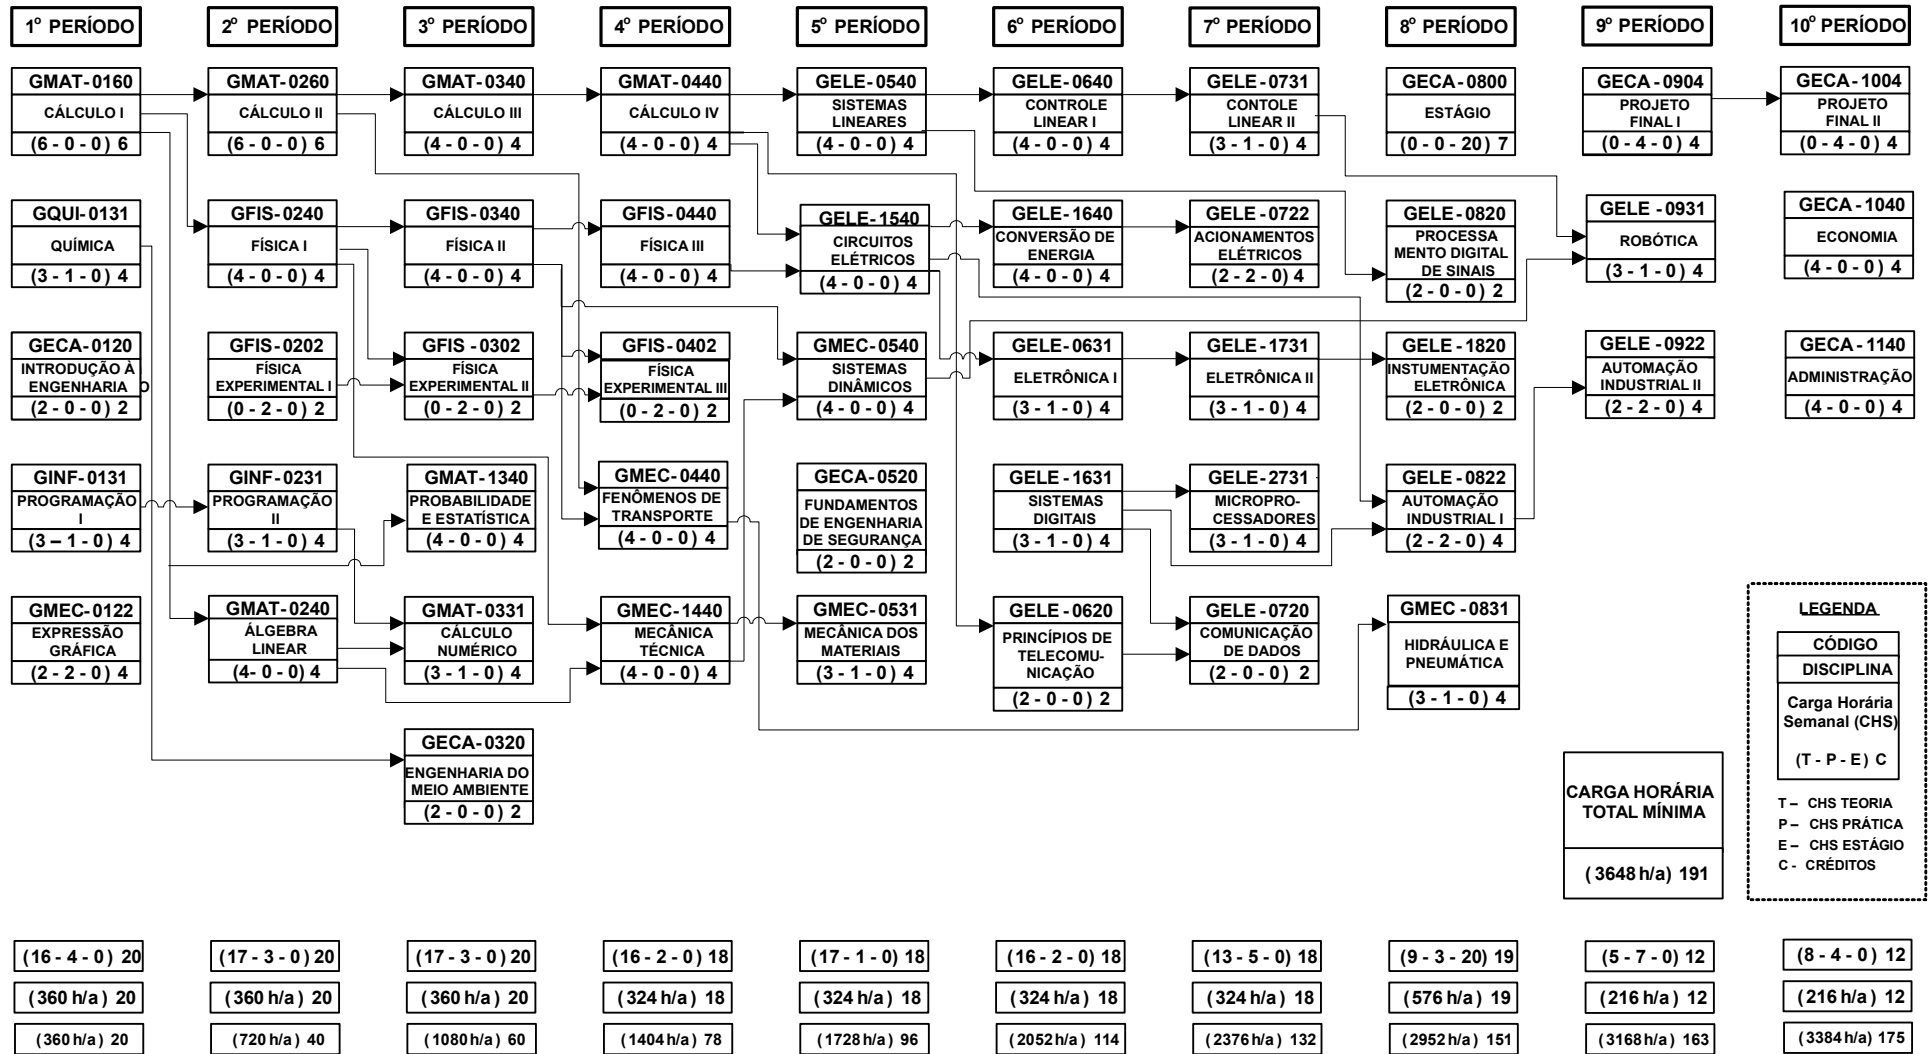 1º PERÍODO
GMAT-0160
CÁLCULO I
(6 - 0 - 0) 6
GQUI-0131
QUÍMICA
(3 - 1 - 0) 4
GECA-0120
INTRODUÇÃO À
ENGENHARIA
O
(2 - 0 - 0) 2
GINF-0131
PROGRAMAÇÃO
I
(3 – 1 - 0) 4
GMEC-0122
EXPRESSÃO
GRÁFICA
(2 - 2 - 0) 4
2º PERÍODO
GMAT-0260
CÁLCULO II
(6 - 0 - 0) 6
GFIS-0240
FÍSICA I
(4 - 0 - 0) 4
GFIS-0202
FÍSICA
EXPERIMENTAL I
(0 - 2 - 0) 2
GINF-0231
PROGRAMAÇÃO
II
(3 - 1 - 0) 4
GMAT-0240
ÁLGEBRA
LINEAR
(4- 0 - 0) 4
3º PERÍODO
GMAT-0340
CÁLCULO III
(4 - 0 - 0) 4
GFIS-0340
FÍSICA II
(4 - 0 - 0) 4
GFIS -0302
FÍSICA
EXPERIMENTAL II
(0 - 2 - 0) 2
GMAT-1340
PROBABILIDADE
E ESTATÍSTICA
(4 - 0 - 0) 4
GMAT-0331
CÁLCULO
NUMÉRICO
(3 - 1 - 0) 4
GECA-0320
ENGENHARIA DO
MEIO AMBIENTE
(2 - 0 - 0) 2
4º PERÍODO
GMAT-0440
CÁLCULO IV
(4 - 0 - 0) 4
GFIS-0440
FÍSICA III
(4 - 0 - 0) 4
GFIS-0402
FÍSICA
EXPERIMENTAL III
(0 - 2 - 0) 2
GMEC-0440
FENÔMENOS DE
TRANSPORTE
(4 - 0 - 0) 4
GMEC-1440
MECÂNICA
TÉCNICA
(4 - 0 - 0) 4
5º PERÍODO
GELE-0540
SISTEMAS
LINEARES
(4 - 0 - 0) 4
GELE-1540
CIRCUITOS
ELÉTRICOS
(4 - 0 - 0) 4
GMEC-0540
SISTEMAS
DINÂMICOS
(4 - 0 - 0) 4
GECA-0520
FUNDAMENTOS
DE ENGENHARIA
DE SEGURANÇA
(2 - 0 - 0) 2
GMEC-0531
MECÂNICA DOS
MATERIAIS
(3 - 1 - 0) 4
6º PERÍODO
GELE-0640
CONTROLE
LINEAR I
(4 - 0 - 0) 4
GELE-1640
CONVERSÃO DE
ENERGIA
(4 - 0 - 0) 4
GELE-0631
ELETRÔNICA I
(3 - 1 - 0) 4
GELE-1631
SISTEMAS
DIGITAIS
(3 - 1 - 0) 4
GELE-0620
PRINCÍPIOS DE
TELECOMU-
NICAÇÃO
(2 - 0 - 0) 2
7º PERÍODO
GELE-0731
CONTOLE
LINEAR II
(3 - 1 - 0) 4
GELE-0722
ACIONAMENTOS
ELÉTRICOS
(2 - 2 - 0) 4
GELE-1731
ELETRÔNICA II
(3 - 1 - 0) 4
GELE-2731
MICROPRO-
CESSADORES
(3 - 1 - 0) 4
GELE-0720
COMUNICAÇÃO
DE DADOS
(2 - 0 - 0) 2
8º PERÍODO
GECA-0800
ESTÁGIO
(0 - 0 - 20) 7
GELE-0820
PROCESSA
MENTO DIGITAL
DE SINAIS
(2 - 0 - 0) 2
GELE - 1820
INSTUMENTAÇÃO
ELETRÔNICA
(2 - 0 - 0) 2
GELE-0822
AUTOMAÇÃO
INDUSTRIAL I
(2 - 2 - 0) 4
GMEC -0831
HIDRÁULICA E
PNEUMÁTICA
(3 - 1 - 0) 4
9º PERÍODO
GECA-0904
PROJETO
FINAL I
(0 - 4 - 0) 4
GELE -0931
ROBÓTICA
(3 - 1 - 0) 4
GELE -0922
AUTOMAÇÃO
INDUSTRIAL II
(2 - 2 - 0) 4
10º PERÍODO
GECA-1004
PROJETO
FINAL II
(0 - 4 - 0) 4
GECA -1040
ECONOMIA
(4 - 0 - 0) 4
GECA-1140
ADMINISTRAÇÃO
(4 - 0 - 0) 4
LEGENDA
CÓDIGO
DISCIPLINA
Carga Horária
Semanal (CHS)
(T - P - E) C
T – CHS TEORIA
P – CHS PRÁTICA
E – CHS ESTÁGIO
C - CRÉDITOS
CARGA HORÁRIA
TOTAL MÍNIMA
( 3648 h/a) 191
(16 - 4 - 0) 20
(17 - 3 - 0) 20
(17 - 3 - 0) 20
(16 - 2 - 0) 18
(17 - 1 - 0) 18
(16 - 2 - 0) 18
(13 - 5 - 0) 18
(9 - 3 - 20) 19
(5 - 7 - 0) 12
(8 - 4 - 0) 12
(360 h/a) 20
(360 h/a) 20
(360 h/a) 20
(324 h/a) 18
(324 h/a) 18
(324 h/a) 18
(324 h/a) 18
(576 h/a) 19
(216 h/a) 12
(216 h/a) 12
(360 h/a) 20
(720 h/a) 40
(1080 h/a) 60
(1404 h/a) 78
(1728 h/a) 96
(2052 h/a) 114
(2376 h/a) 132
(2952 h/a) 151
(3168 h/a) 163
(3384 h/a) 175